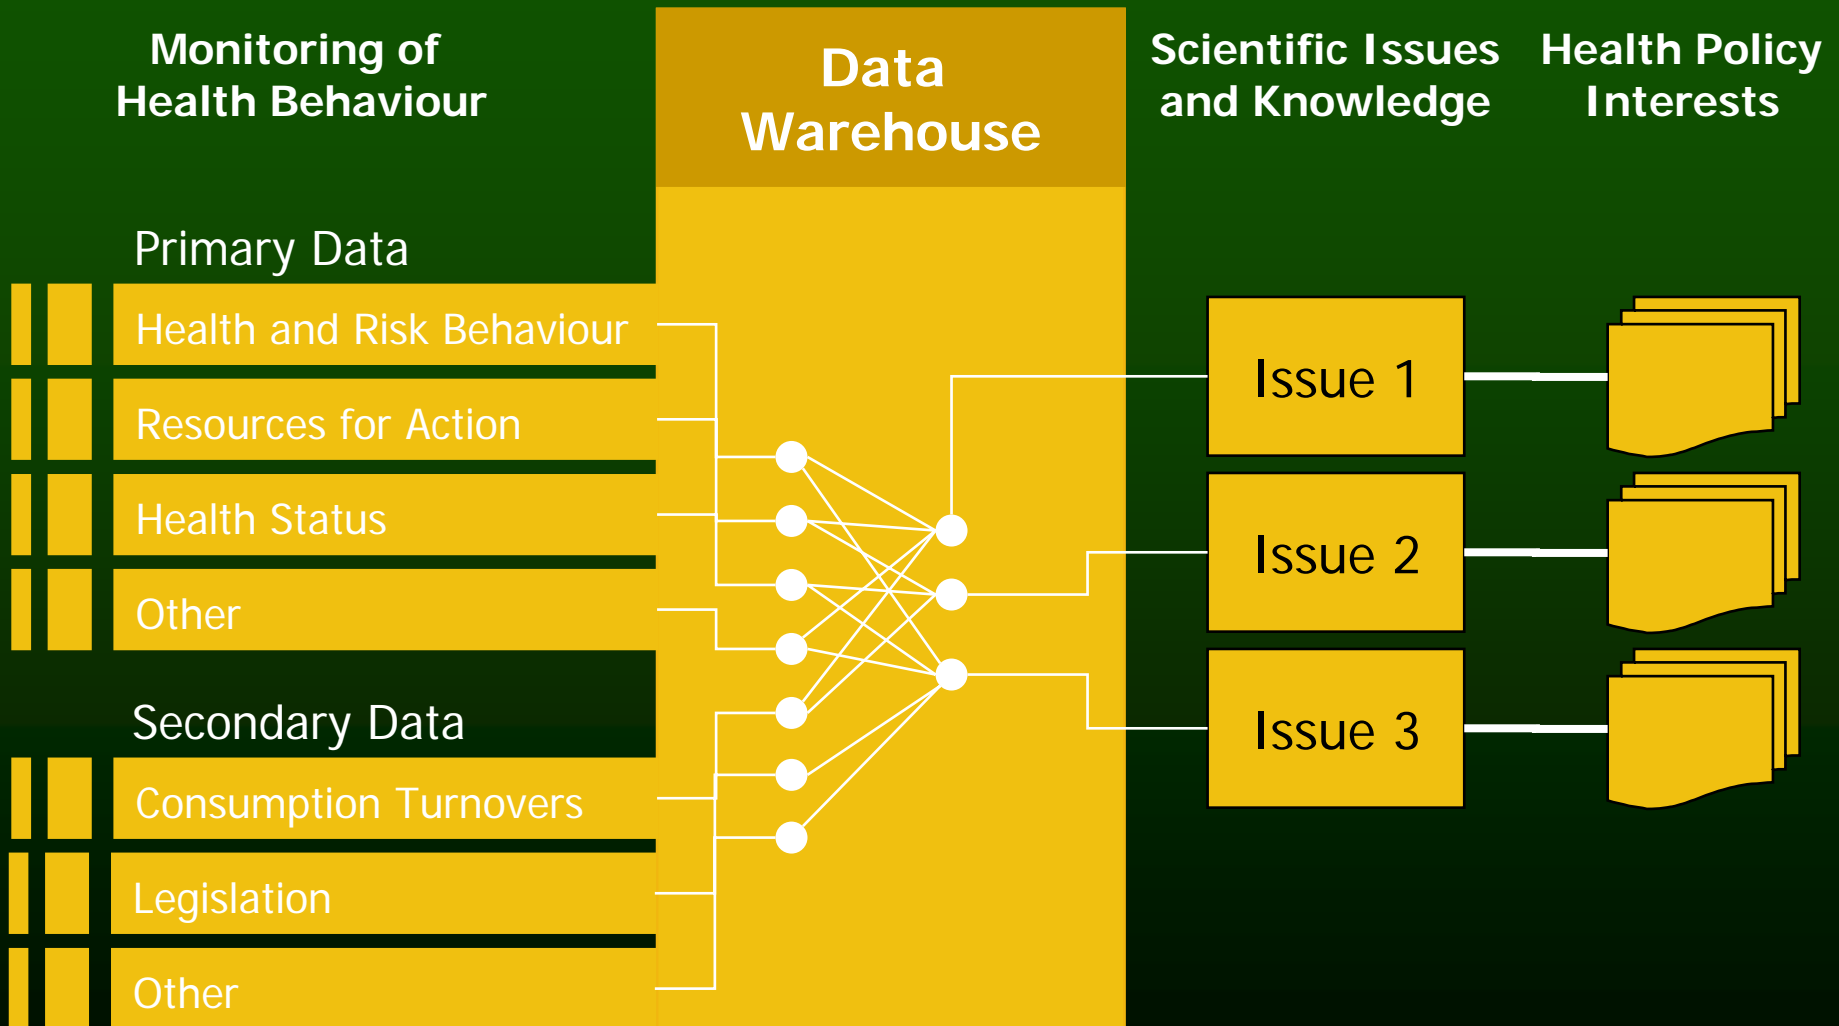 Monitoring of
Health Behaviour
Data
Warehouse
Scientific Issues
and Knowledge
Health Policy
Interests
Primary Data
Health and Risk Behaviour
Resources for Action
Health Status
Other
Secondary Data
Consumption Turnovers
Legislation
Other
Issue 1
Issue 2
Issue 3